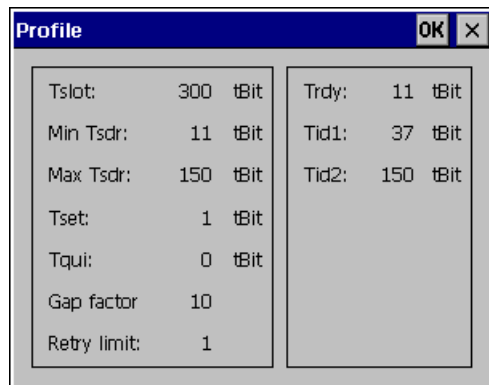 Profile OK ×
Tslot: 300 tBit
Min Tsdr: 11 tBit
Max Tsdr: 150 tBit
Tset: 1 tBit
Tqui: 0 tBit
Gap factor 10
Retry limit: 1
Trdy: 11 tBit
Tid1: 37 tBit
Tid2: 150 tBit